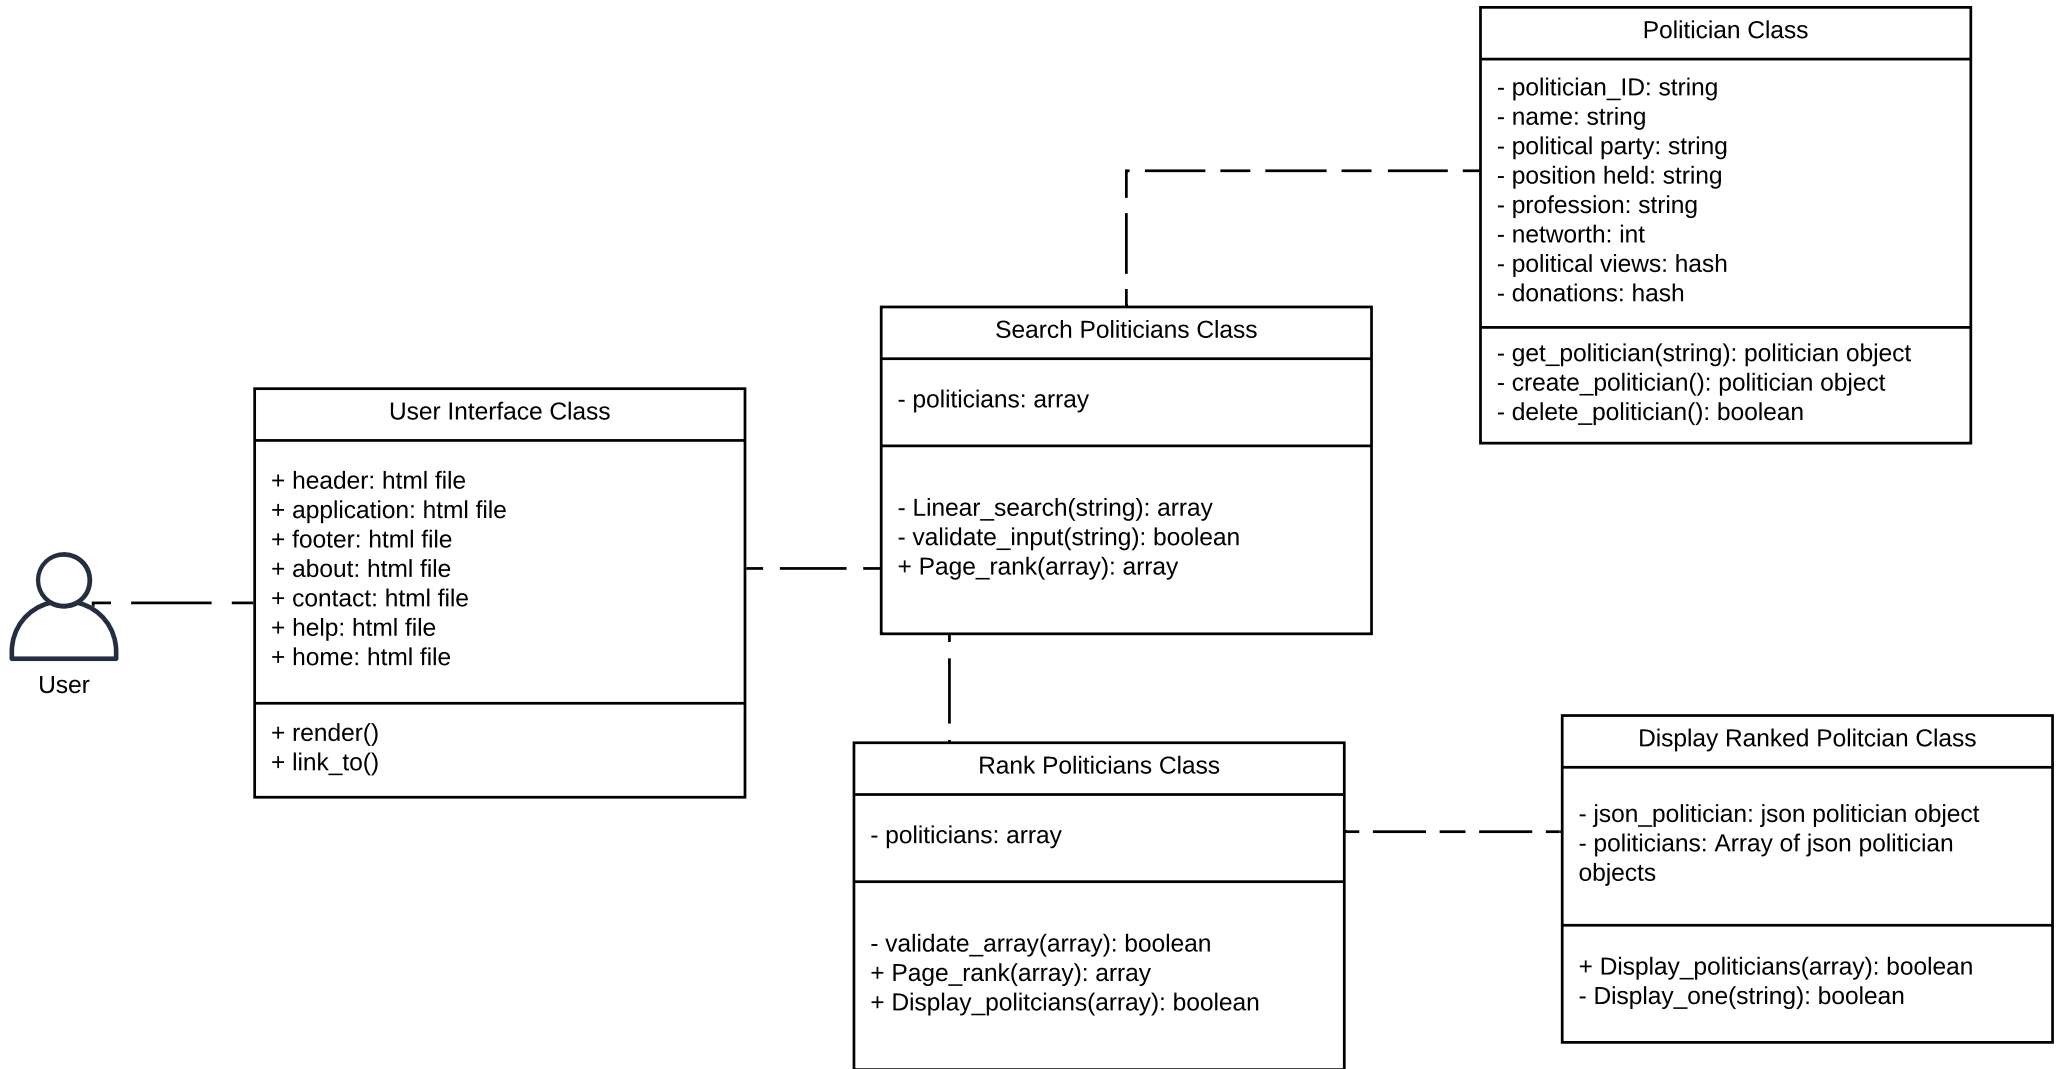 Politician Class
- politician_ID: string
- name: string
- political party: string
- position held: string
- profession: string
- networth: int
- political views: hash
- donations: hash
- get_politician(string): politician object
- create_politician(): politician object
- delete_politician(): boolean
Search Politicians Class
- politicians: array
- Linear_search(string): array
- validate_input(string): boolean
+ Page_rank(array): array
User Interface Class
+ header: html file
+ application: html file
+ footer: html file
+ about: html file
+ contact: html file
+ help: html file
+ home: html file
+ render()
+ link_to()
User
Rank Politicians Class
- politicians: array
- validate_array(array): boolean
+ Page_rank(array): array
+ Display_politcians(array): boolean
Display Ranked Politcian Class
- json_politician: json politician object
- politicians: Array of json politician
objects
+ Display_politicians(array): boolean
- Display_one(string): boolean